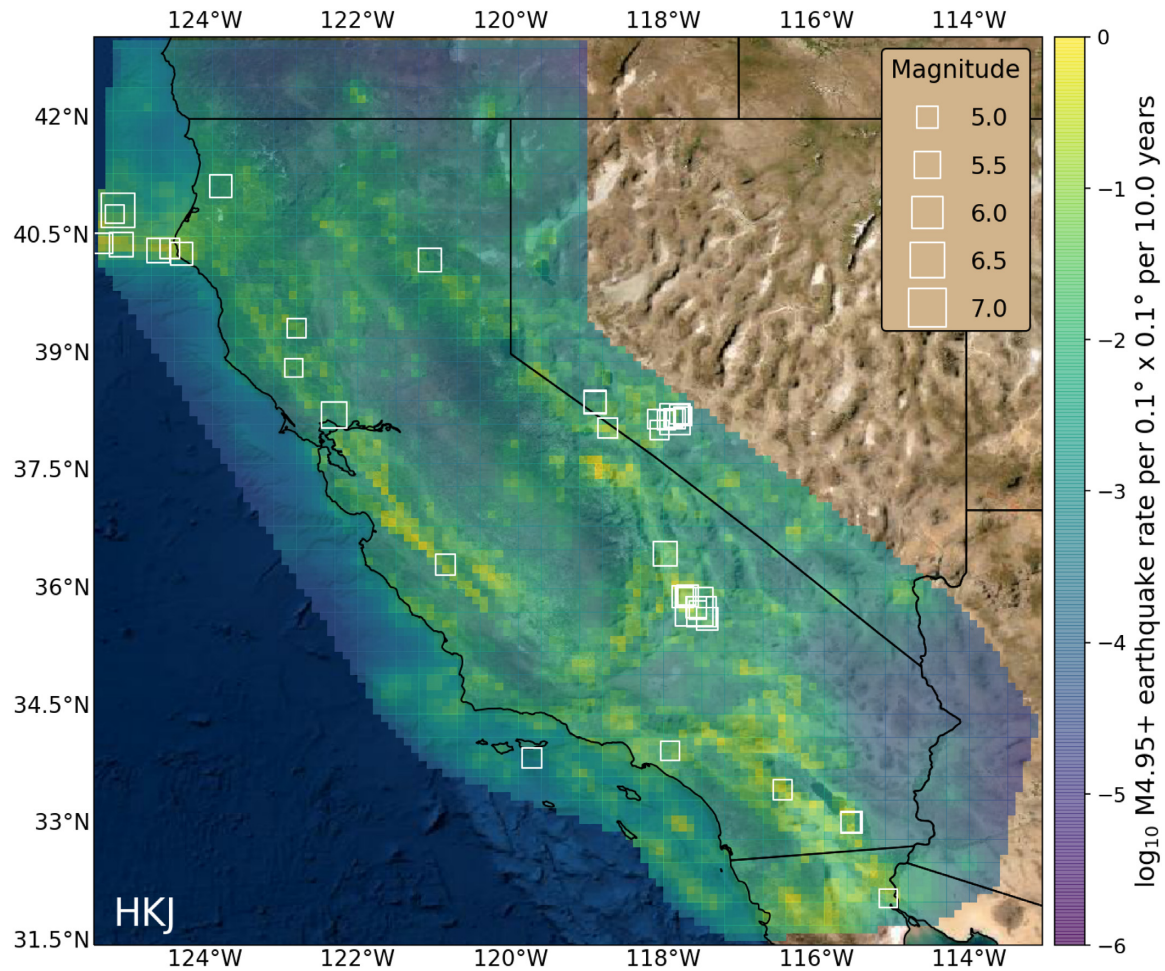 124°W 122°W 120°W 118°W 116°W 114°W
42°N
40.5°N
39°N
37.5°N
36°N
34.5°N
33°N
31.5°N
Magnitude
5.0
5.5
6.0
6.5
7.0
HKJ
124°W 122°W 120°W 118°W 116°W 114°W
0
−1
−2
−3
−4
−5
−6
log₁₀ M4.95+ earthquake rate per 0.1° x 0.1° per 10.0 years